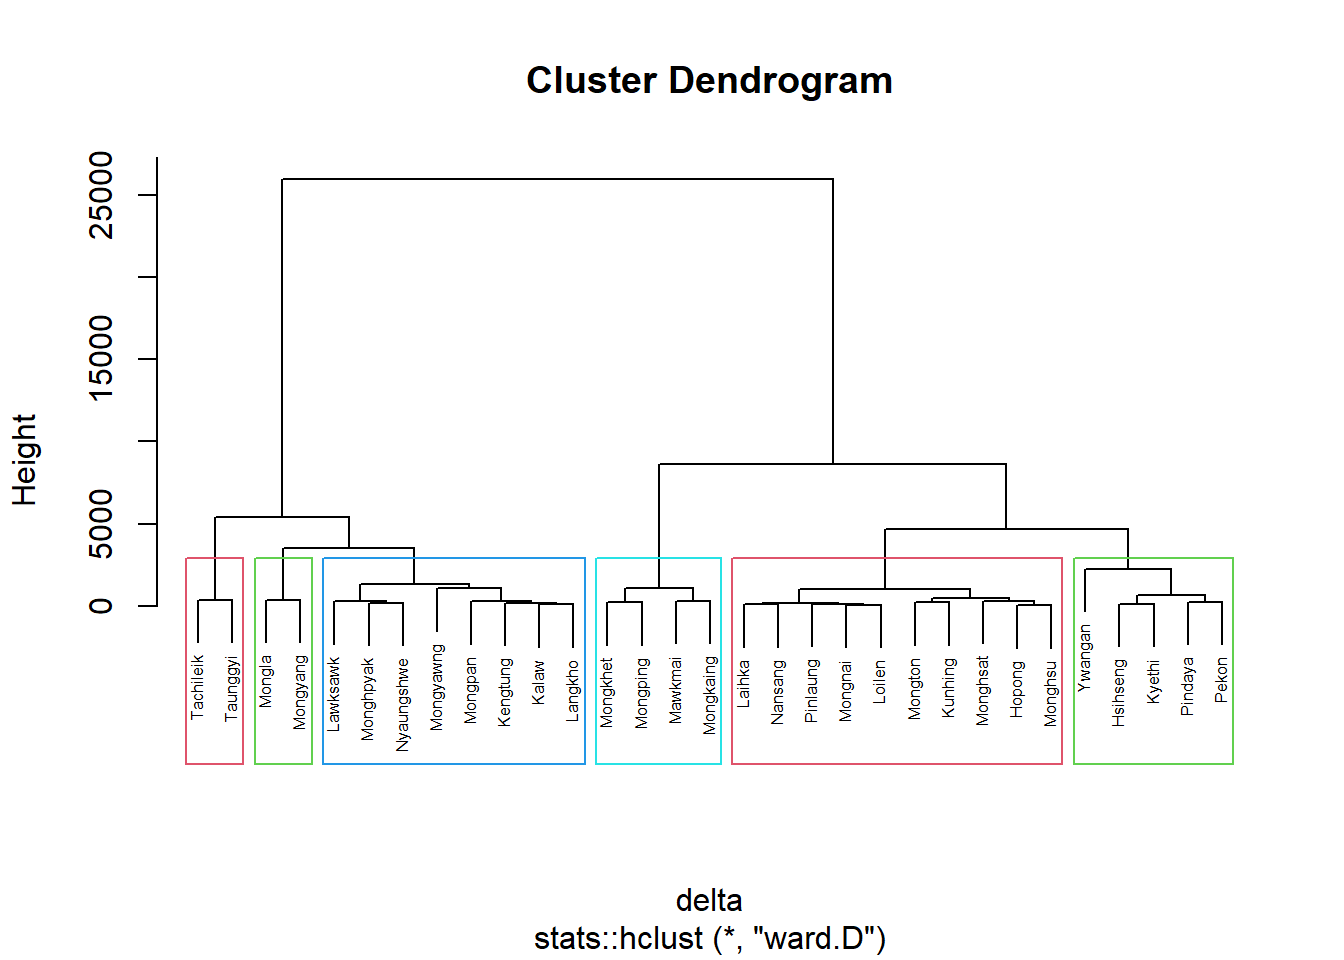 Cluster Dendrogram
Height
25000
15000
5000
0
Tachileik
Taunggyi
Mongla
Mongyang
Lawksawk
Monghpyak
Nyaungshwe
Mongyawng
Mongpan
Kengtung
Kalaw
Langkho
Mongkhet
Mongping
Mawkmai
Mongkaing
Laihka
Nansang
Pinlaung
Mongnai
Loilen
Mongton
Kunhing
Monghsat
Hopong
Monghsu
Ywangan
Hsihseng
Kyethi
Pindaya
Pekon
delta
stats::hclust (*, "ward.D")